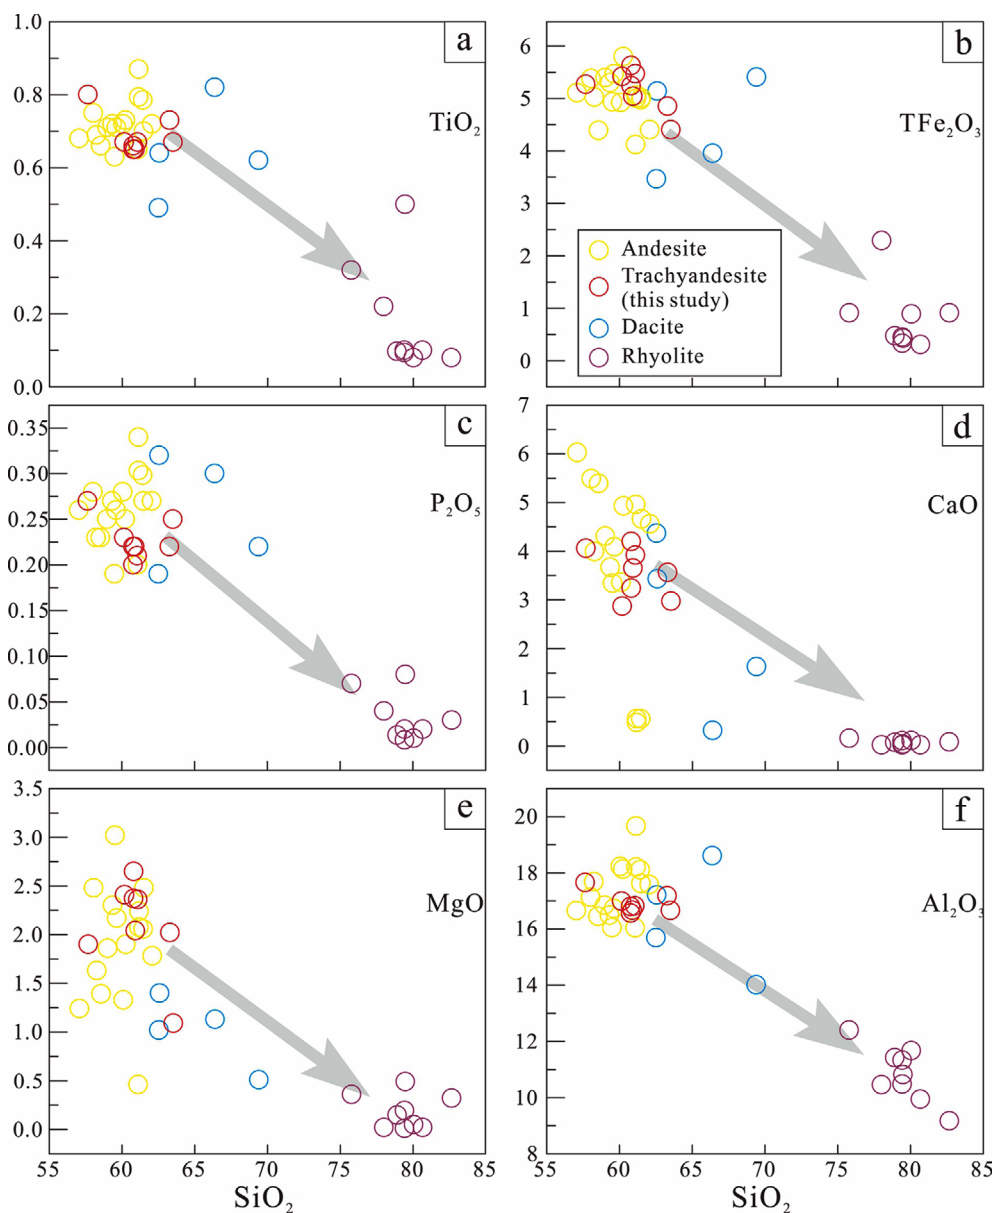 a
TiO₂
1.0
0.8
0.6
0.4
0.2
0.0
b
TFe₂O₃
6
5
4
3
2
1
0
Andesite
Trachyandesite
(this study)
Dacite
Rhyolite
c
P₂O₅
0.35
0.30
0.25
0.20
0.15
0.10
0.05
0.00
d
CaO
7
6
5
4
3
2
1
0
e
MgO
3.5
3.0
2.5
2.0
1.5
1.0
0.5
0.0
55 60 65 70 75 80 85
SiO₂
f
Al₂O₃
20
18
16
14
12
10
8
55 60 65 70 75 80 85
SiO₂